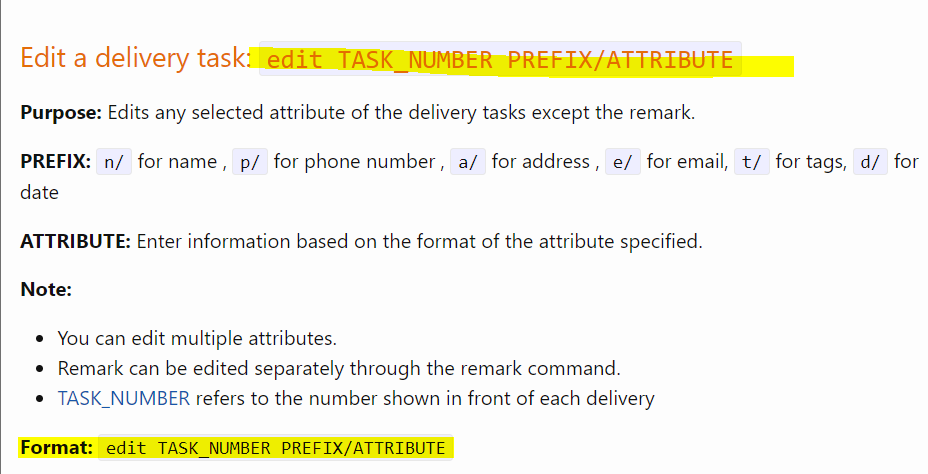 Edit a delivery task: edit TASK_NUMBER PREFIX/ATTRIBUTE
Purpose: Edits any selected attribute of the delivery tasks except the remark.
PREFIX: n/ for name , p/ for phone number , a/ for address , e/ for email, t/ for tags, d/ for
date
ATTRIBUTE: Enter information based on the format of the attribute specified.
Note:
• You can edit multiple attributes.
• Remark can be edited separately through the remark command.
• TASK_NUMBER refers to the number shown in front of each delivery
Format: edit TASK_NUMBER PREFIX/ATTRIBUTE